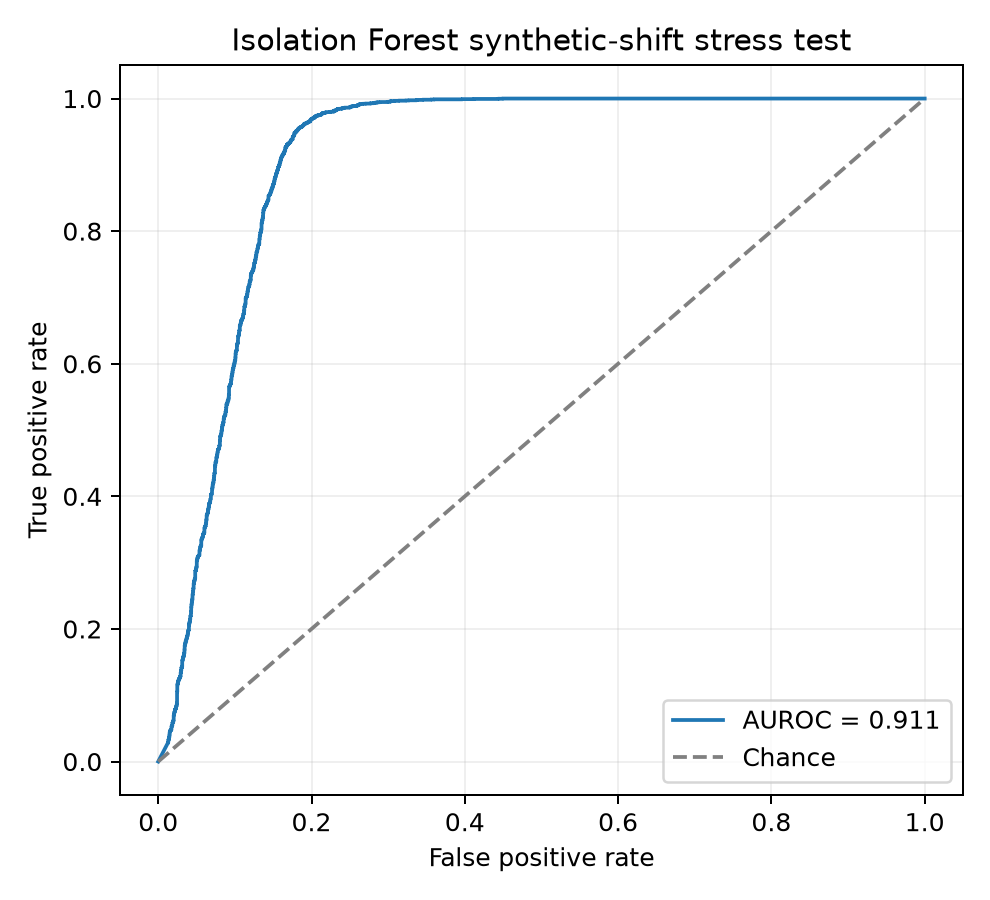 Isolation Forest synthetic-shift stress test
True positive rate
1.0
0.8
0.6
0.4
0.2
0.0
AUROC = 0.911
Chance
0.0 0.2 0.4 0.6 0.8 1.0
False positive rate